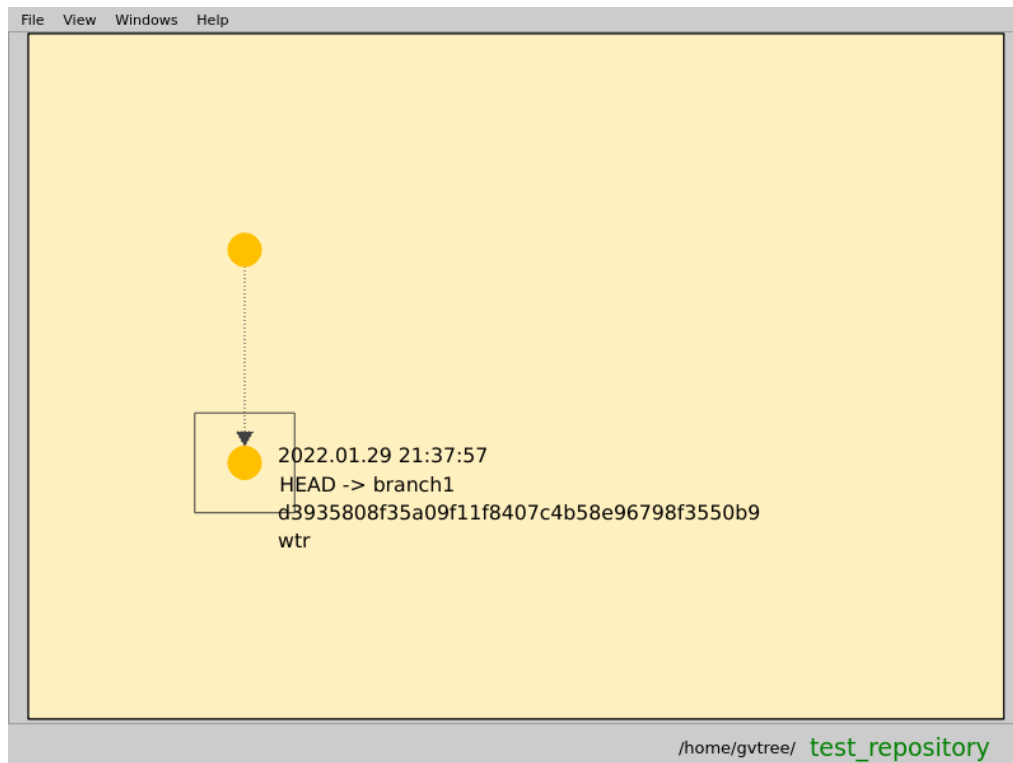 File View Windows Help
2022.01.29 21:37:57
HEAD -> branch1
d3935808f35a09f11f8407c4b58e96798f3550b9
wtr
/home/gvtree/ test_repository